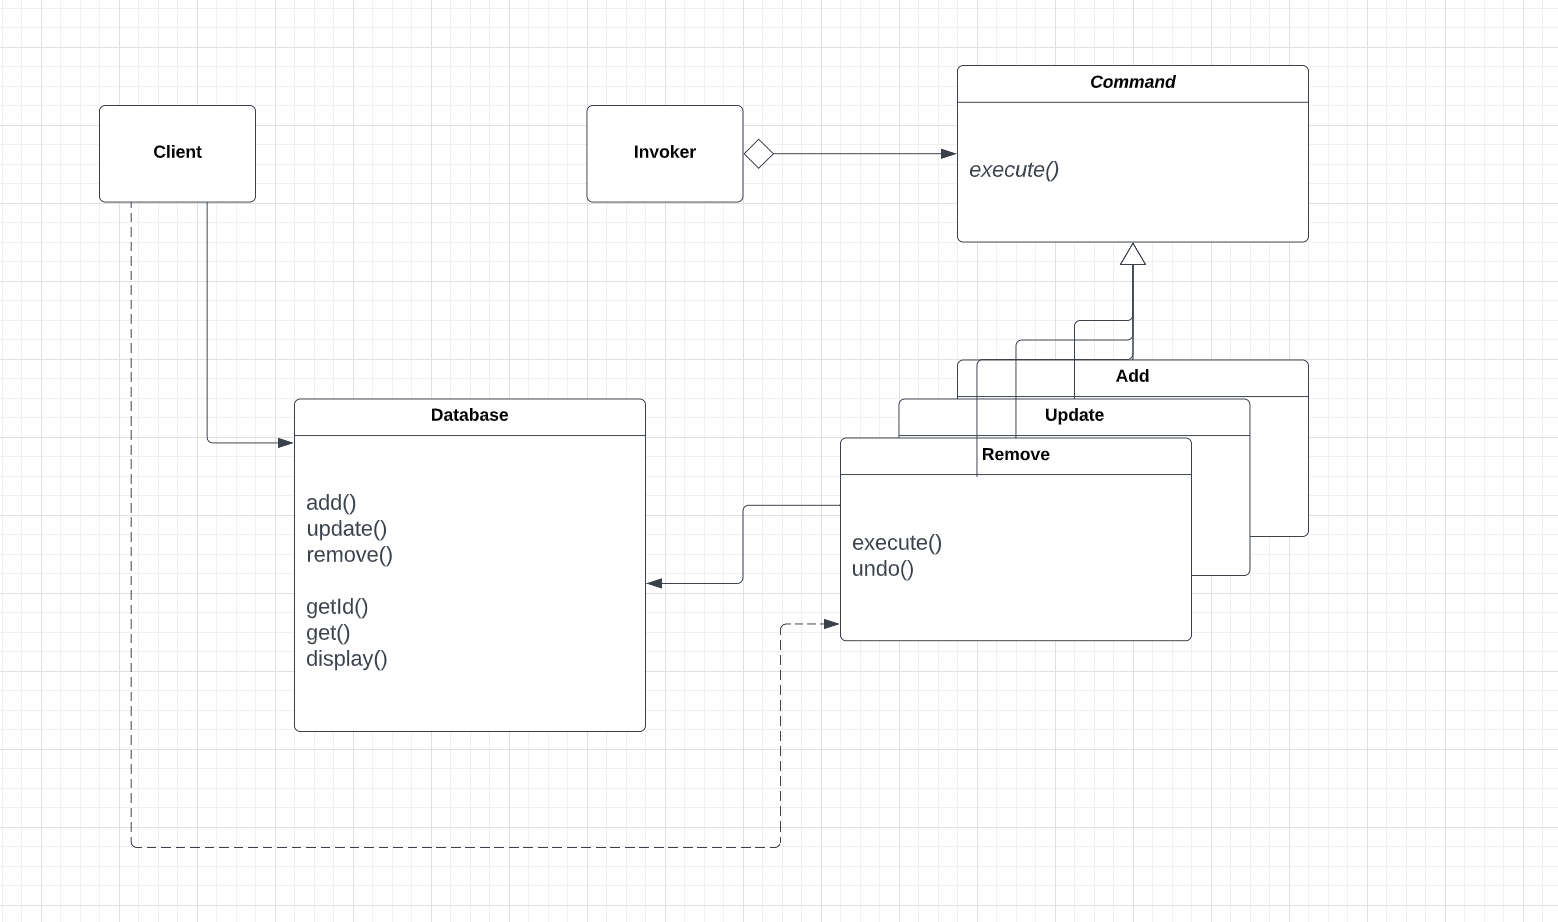 Client
Invoker
Command
execute()
Add
Update
Remove
execute()
undo()
Database
add()
update()
remove()
getId()
get()
display()